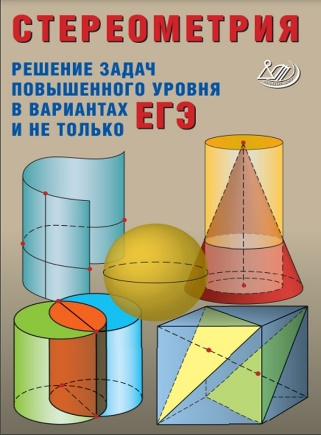 СТЕРЕОМЕТРИЯ
РЕШЕНИЕ ЗАДАЧ
ПОВЫШЕННОГО УРОВНЯ
В ВАРИАНТАХ ЕГЭ
И НЕ ТОЛЬКО